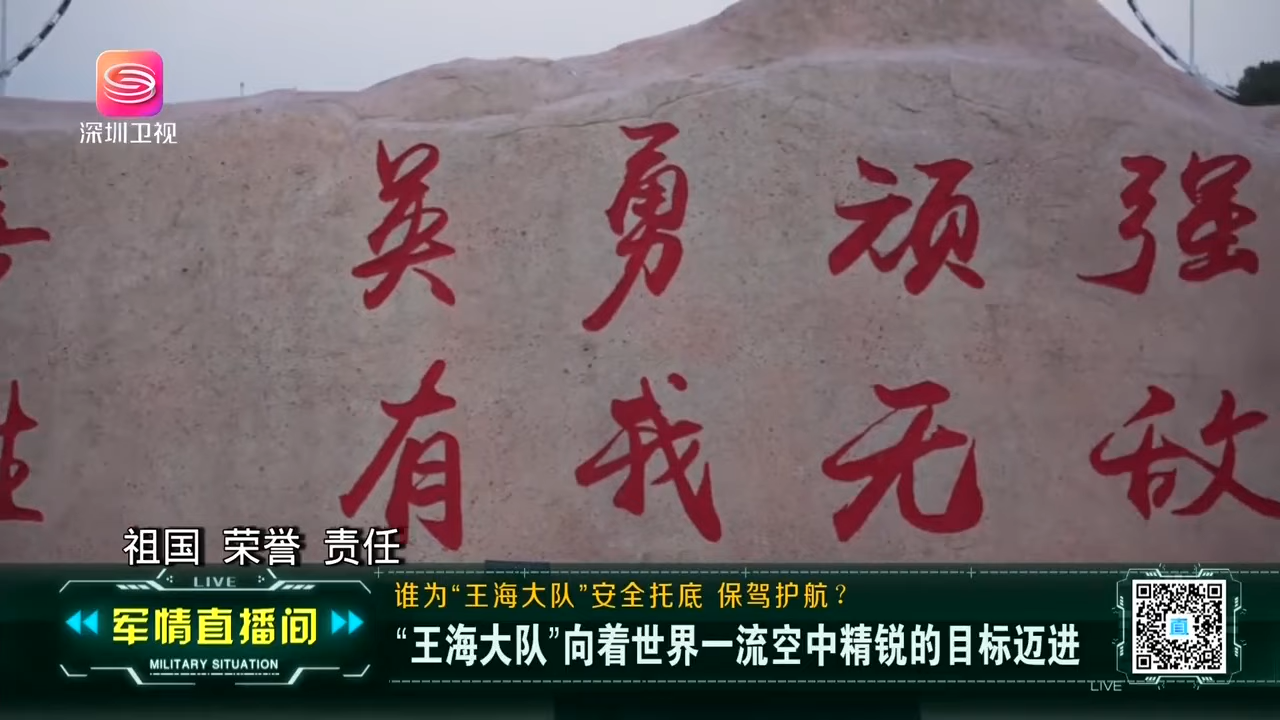 深圳卫视
英勇顽强
有我无敌
祖国 荣誉 责任
LIVE
军情直播间
MILITARY SITUATION
谁为“王海大队”安全托底 保驾护航？
“王海大队”向着世界一流空中精锐的目标迈进
直
LIVE